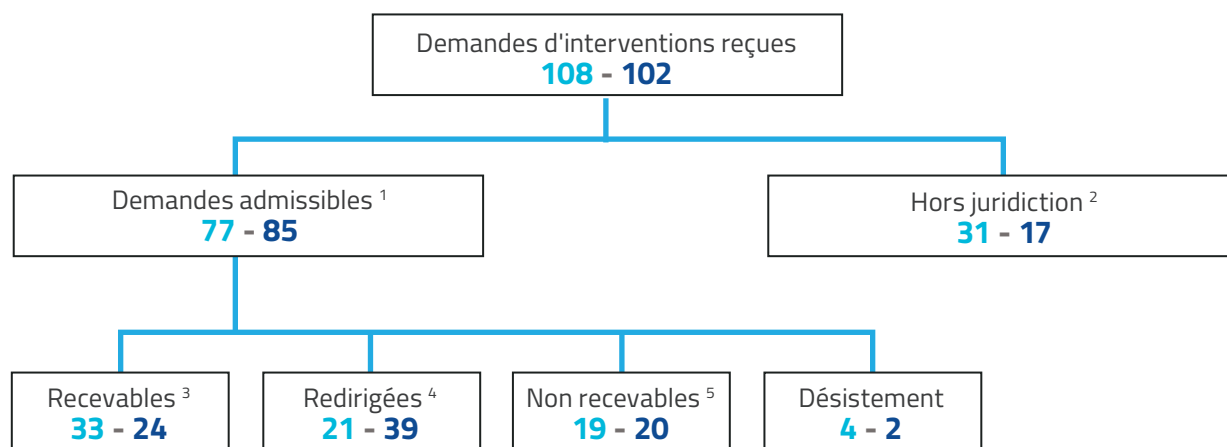 Demandes d'interventions reçues
108 - 102
Demandes admissibles ¹
77 - 85
Hors juridiction ²
31 - 17
Recevables ³
33 - 24
Redirigées ⁴
21 - 39
Non recevables ⁵
19 - 20
Désistement
4 - 2